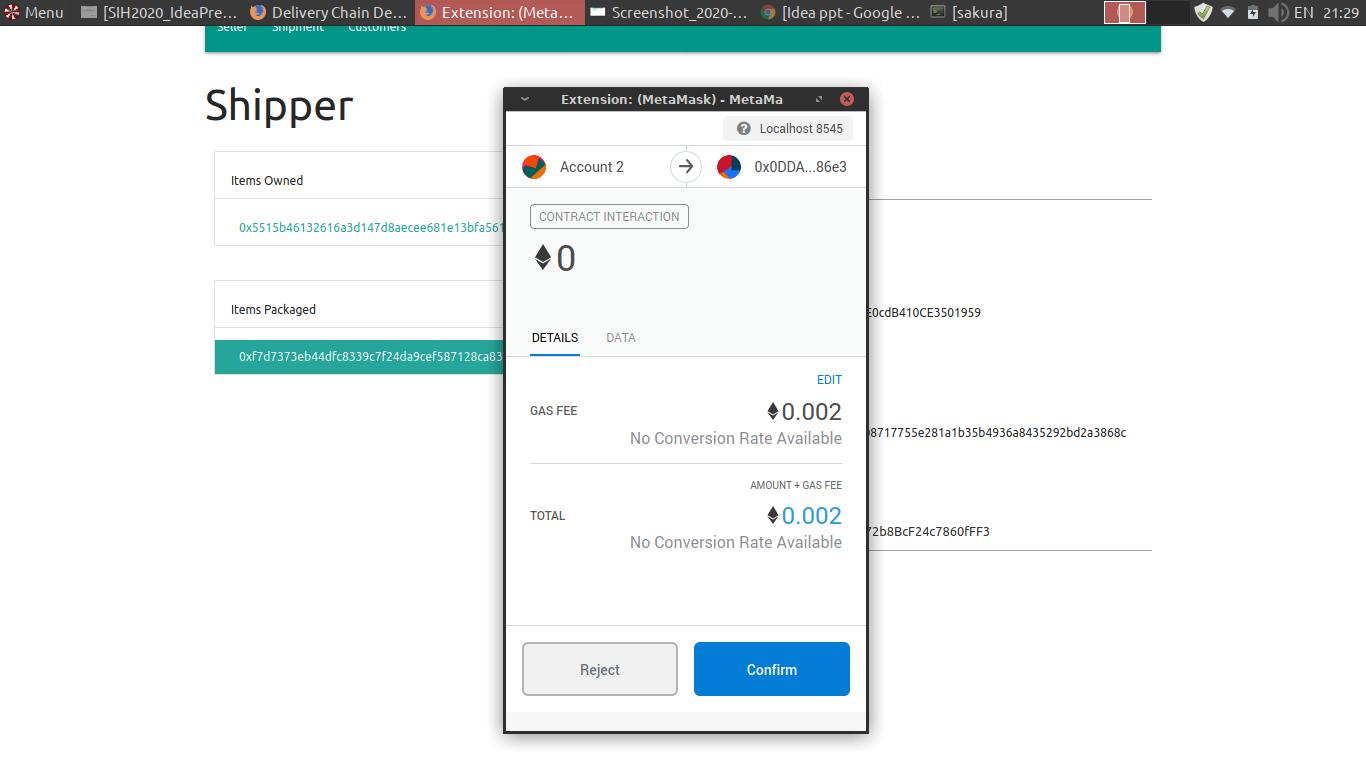 Menu [SIH2020_IdeaPre... Delivery Chain De... Extension: (Meta... Screenshot_2020-... [Idea ppt - Google ... [sakura] EN 21:29
Seller Shipment Customers
Shipper
Items Owned
0x5515b46132616a3d147d8aecee681e13bfa561
Items Packaged
0xf7d7373eb44dfc8339c7f24da9cef587128ca83
Extension: (MetaMask) - MetaMa
Localhost 8545
Account 2 0x0DDA...86e3
CONTRACT INTERACTION
0
DETAILS DATA
EDIT
GAS FEE 0.002
No Conversion Rate Available
AMOUNT + GAS FEE
TOTAL 0.002
No Conversion Rate Available
Reject Confirm
E0cdB410CE3501959
8717755e281a1b35b4936a8435292bd2a3868c
72b8BcF24c7860fFF3